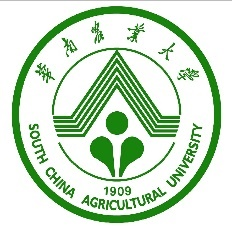 華南農業大學
1909
SOUTH CHINA AGRICULTURAL UNIVERSITY